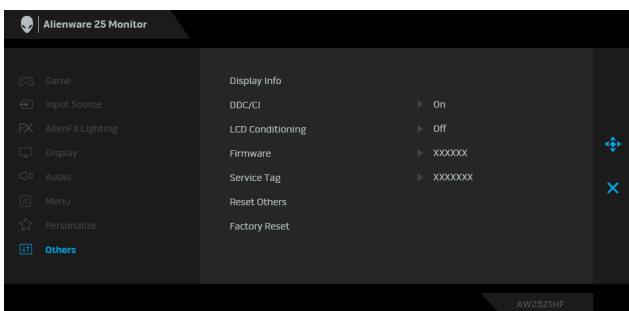 Alienware 25 Monitor
Game
Input Source
AlienFX Lighting
Display
Audio
Menu
Personalize
Others
Display Info
DDC/CI On
LCD Conditioning Off
Firmware XXXXXX
Service Tag XXXXXXX
Reset Others
Factory Reset
AW2521HF